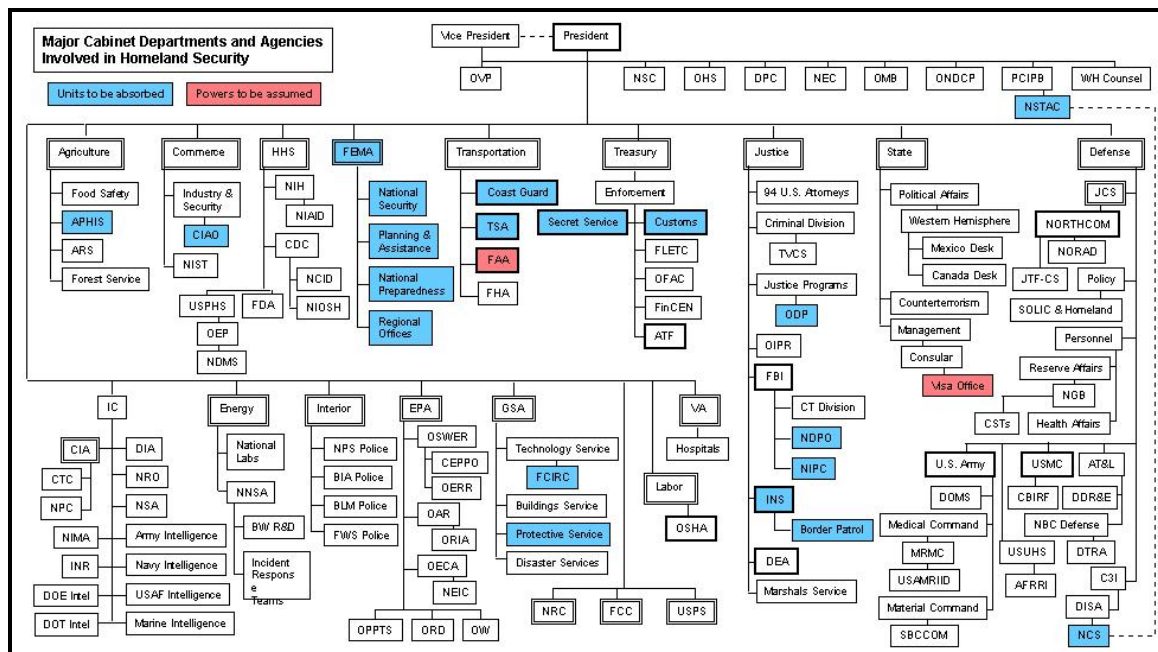 Major Cabinet Departments and Agencies
Involved in Homeland Security
Units to be absorbed
Powers to be assumed
Vice President
President
OVP
NSC
OHS
DPC
NEC
OMB
ONDCP
PCIPB
WH Counsel
NSTAC
Agriculture
Commerce
HHS
FEMA
Transportation
Treasury
Justice
State
Defense
Food Safety
APHIS
ARS
Forest Service
Industry &
Security
CIAO
NIST
NIH
NIAID
CDC
NCID
NIOSH
USPHS
FDA
OEP
NDMS
National
Security
Planning &
Assistance
National
Preparedness
Regional
Offices
Coast Guard
TSA
FAA
FHA
Enforcement
Secret Service
Customs
FLETC
OFAC
FinCEN
ATF
94 U.S. Attorneys
Criminal Division
TVCS
Justice Programs
ODP
OIPR
FBI
CT Division
NDPO
NIPC
INS
Border Patrol
DEA
Marshals Service
Political Affairs
Western Hemisphere
Mexico Desk
Canada Desk
Counterterrorism
Management
Consular
Visa Office
JCS
NORTHCOM
NORAD
JTF-CS
Policy
SOLIC & Homeland
Personnel
Reserve Affairs
NGB
CSTs
Health Affairs
U.S. Army
USMC
AT&L
DOMS
CBIRF
DDR&E
Medical Command
NBC Defense
MRMC
USUHS
DTRA
USAMRIID
AFRRI
C3I
Material Command
DISA
SBCCOM
NCS
IC
Energy
Interior
EPA
GSA
VA
CIA
CTC
NPC
DIA
NRO
NSA
NIMA
INR
DOE Intel
DOT Intel
Army Intelligence
Navy Intelligence
USAF Intelligence
Marine Intelligence
National
Labs
NNSA
BW R&D
Incident
Respons
e
Teams
NPS Police
BIA Police
BLM Police
FWS Police
OSWER
CEPPO
OERR
OAR
ORIA
OECA
NEIC
OPPTS
ORD
OW
Technology Service
FCIRC
Buildings Service
Protective Service
Disaster Services
Hospitals
Labor
OSHA
NRC
FCC
USPS